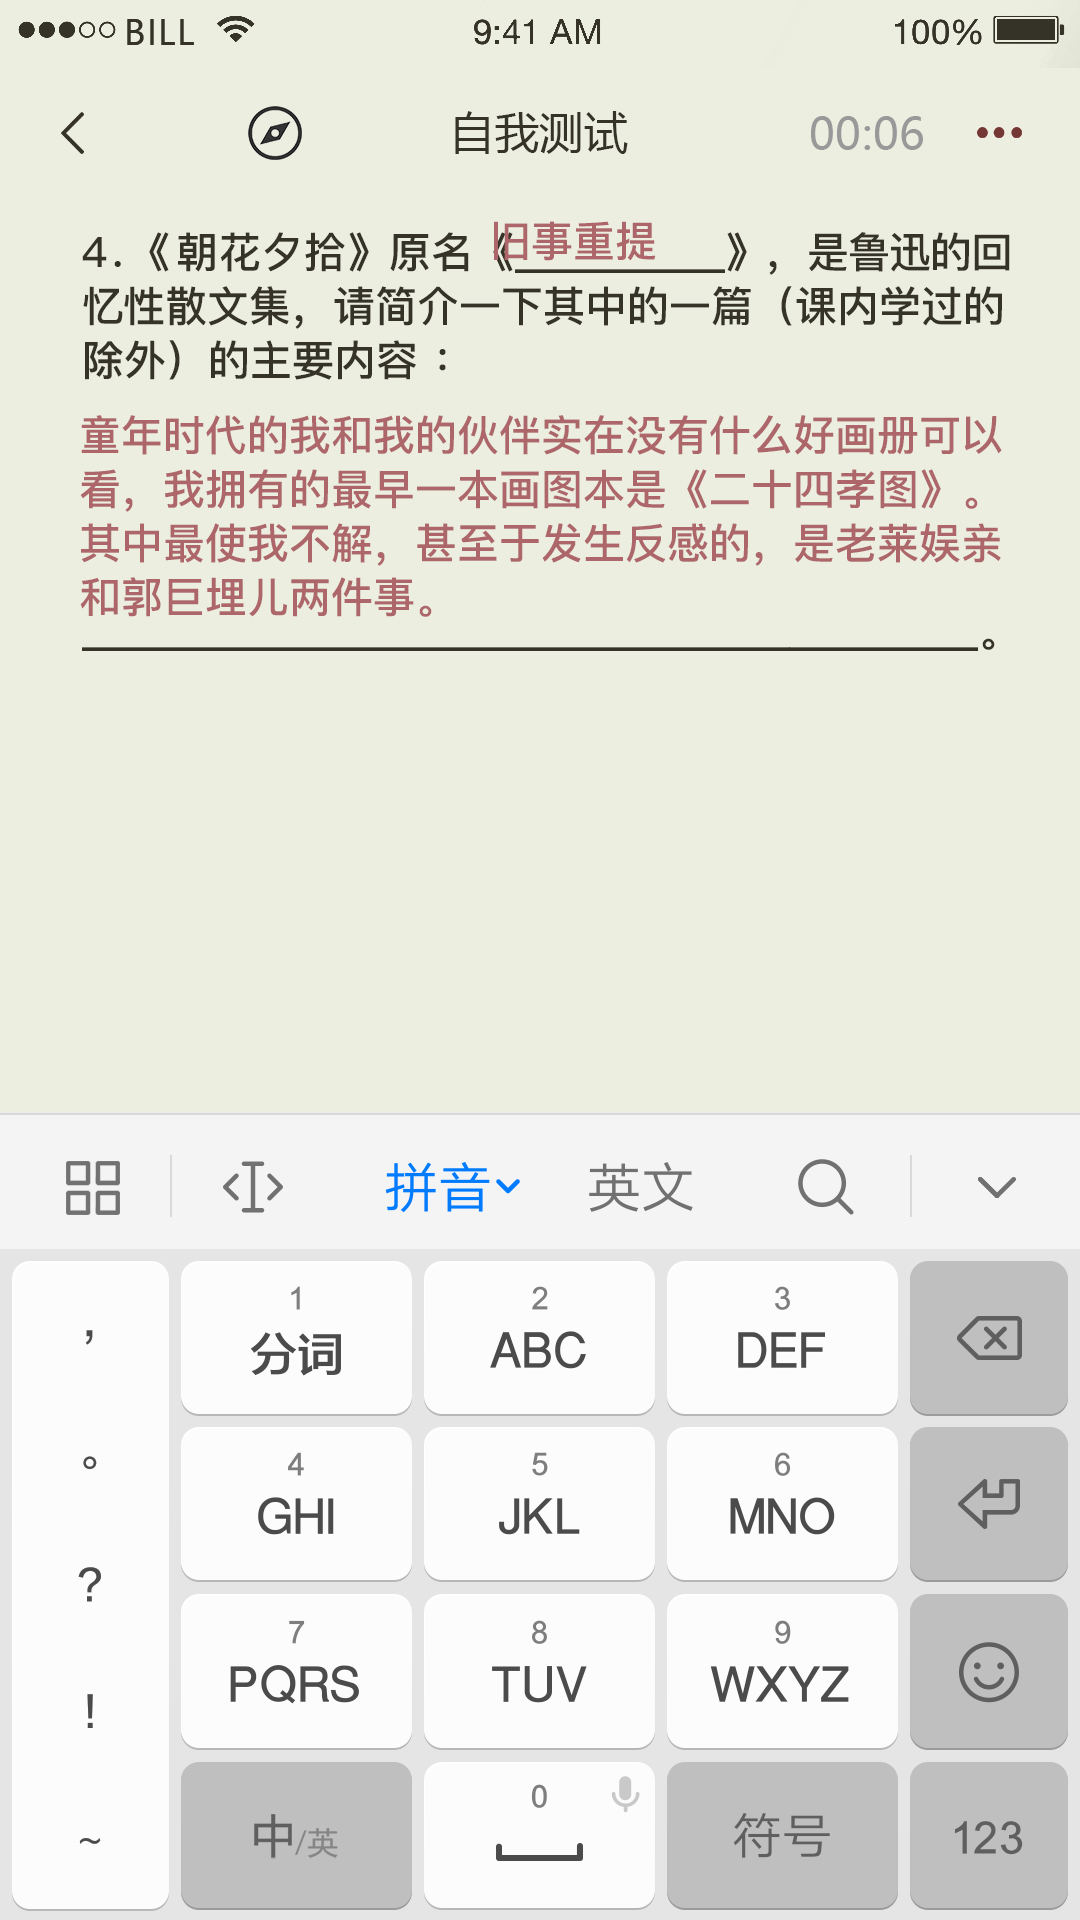 BILL 9:41 AM 100%
自我测试 00:06
4.《朝花夕拾》原名《旧事重提》，是鲁迅的回
忆性散文集，请简介一下其中的一篇（课内学过的
除外）的主要内容：
童年时代的我和我的伙伴实在没有什么好画册可以
看，我拥有的最早一本画图本是《二十四孝图》。
其中最使我不解，甚至于发生反感的，是老莱娱亲
和郭巨埋儿两件事。
。
拼音 英文
， 1 2 3
分词 ABC DEF
。 4 5 6
GHI JKL MNO
? 7 8 9
PQRS TUV WXYZ
!
~ 中/英 0 符号 123